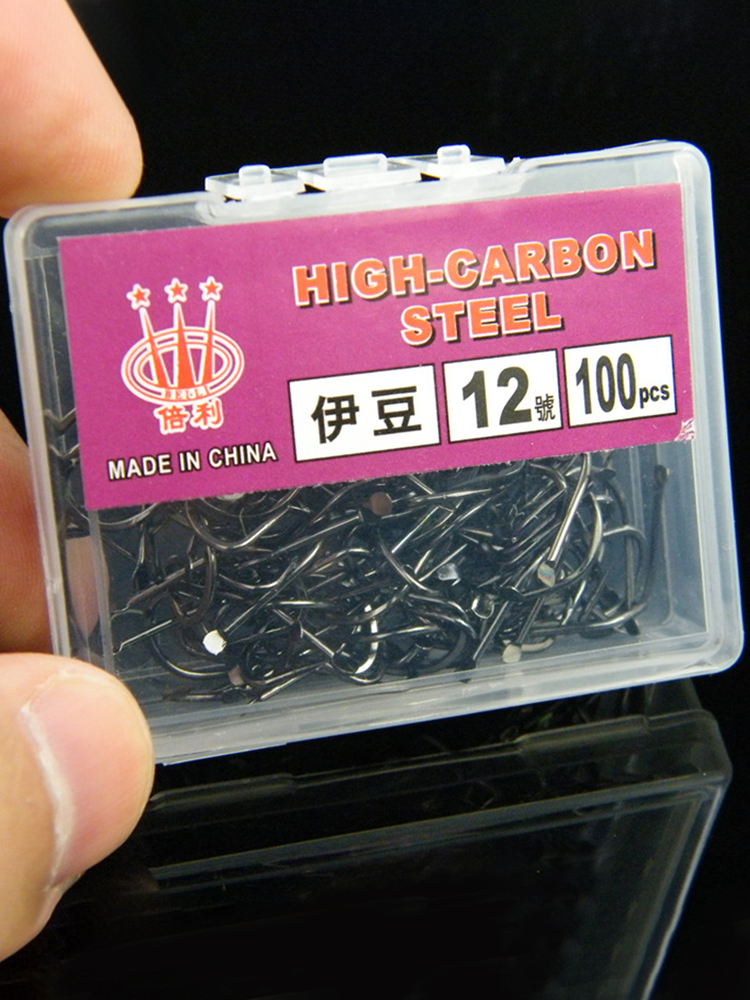 HIGH-CARBON
STEEL
倍利
MADE IN CHINA
伊豆
12號
100pcs